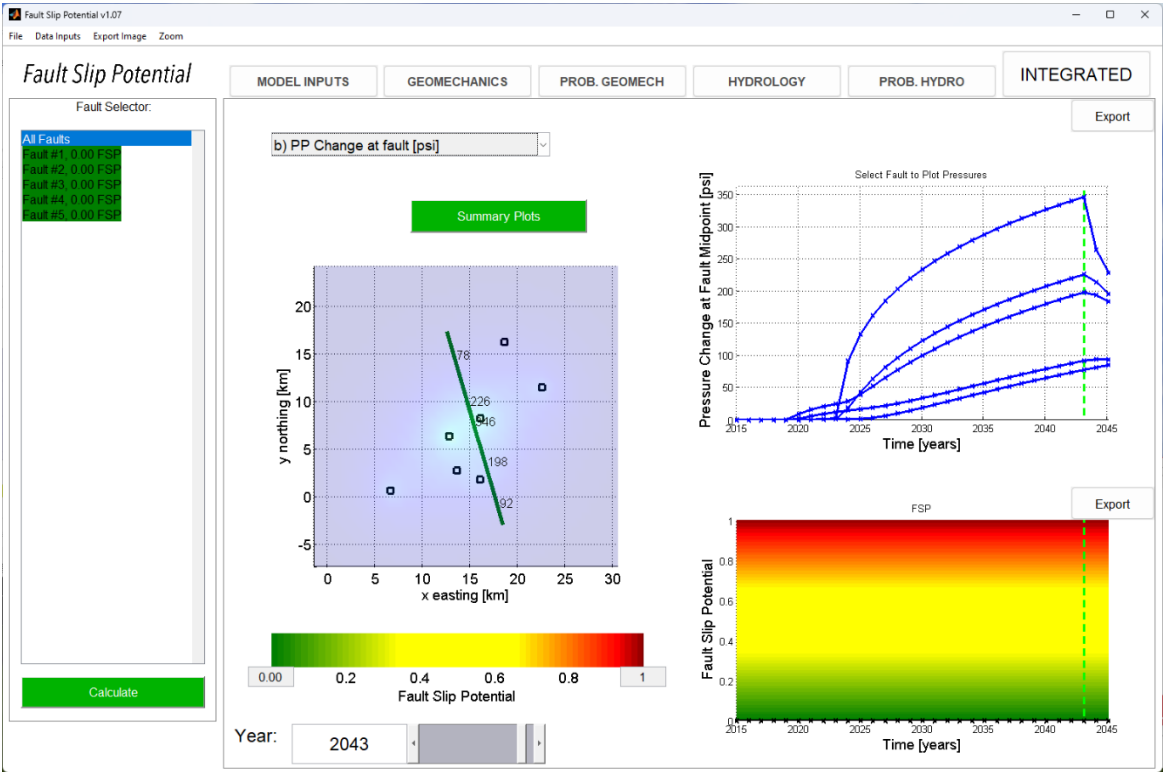 Fault Slip Potential v1.07
File Data Inputs Export Image Zoom
Fault Slip Potential
MODEL INPUTS
GEOMECHANICS
PROB. GEOMECH
HYDROLOGY
PROB. HYDRO
INTEGRATED
Fault Selector:
All Faults
Fault #1, 0.00 FSP
Fault #2, 0.00 FSP
Fault #3, 0.00 FSP
Fault #4, 0.00 FSP
Fault #5, 0.00 FSP
Calculate
b) PP Change at fault [psi]
Summary Plots
y northing [km]
20
15
10
5
0
-5
78
226
346
198
92
0 5 10 15 20 25 30
x easting [km]
0.00 0.2 0.4 0.6 0.8 1
Fault Slip Potential
Year:
2043
Export
Select Fault to Plot Pressures
Pressure Change at Fault Midpoint [psi]
350
300
250
200
150
100
50
0
2015 2020 2025 2030 2035 2040 2045
Time [years]
Export
FSP
Fault Slip Potential
1
0.8
0.6
0.4
0.2
0
2015 2020 2025 2030 2035 2040 2045
Time [years]